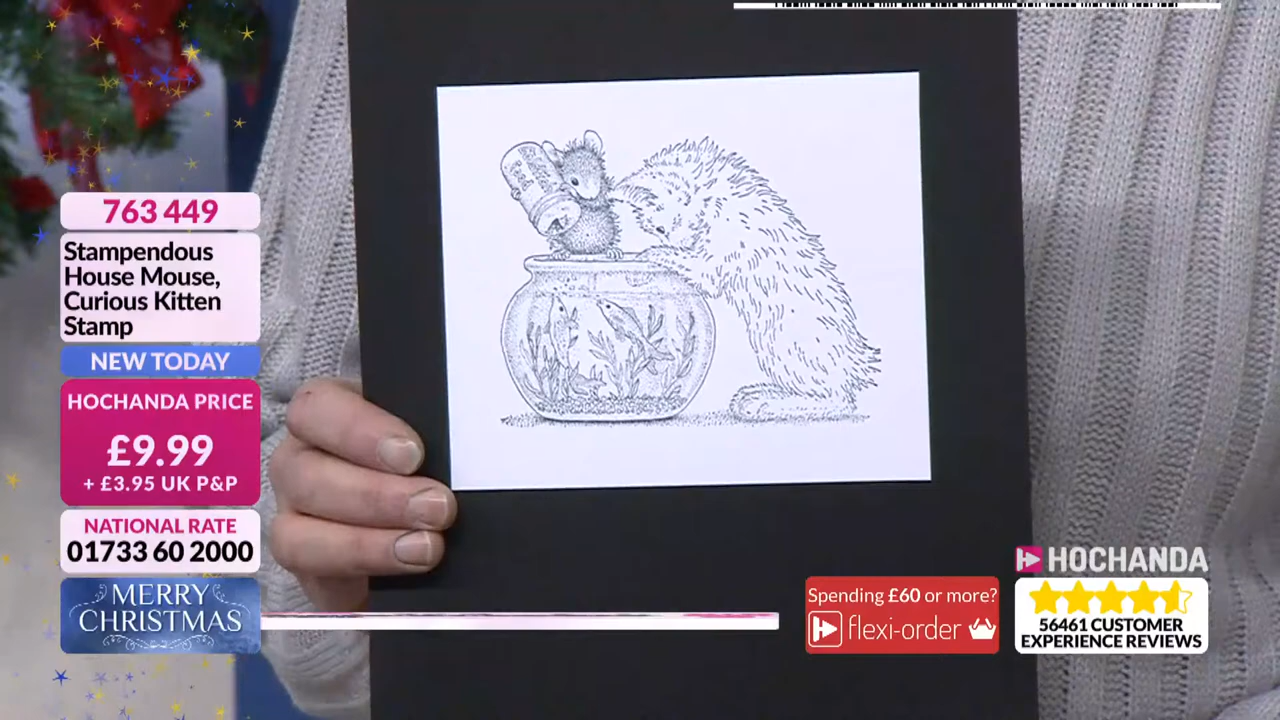 763 449
Stampendous
House Mouse,
Curious Kitten
Stamp
NEW TODAY
HOCHANDA PRICE
£9.99
+ £3.95 UK P&P
NATIONAL RATE
01733 60 2000
MERRY
CHRISTMAS
Spending £60 or more?
flexi-order
HOCHANDA
56461 CUSTOMER
EXPERIENCE REVIEWS